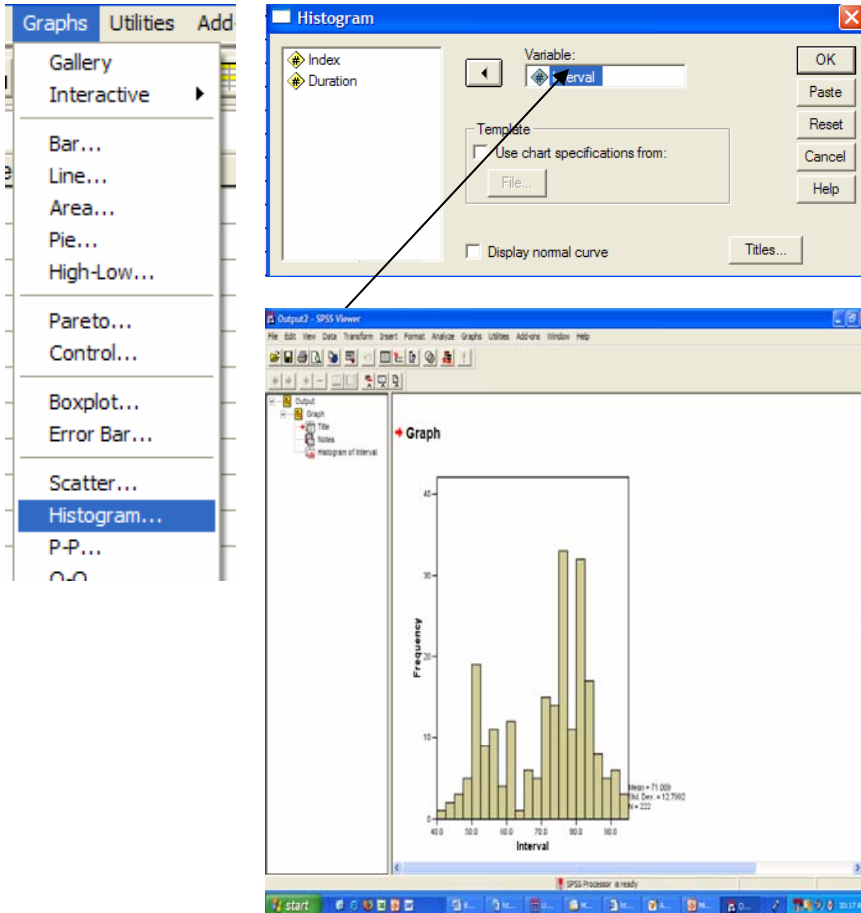 Graphs Utilities Add-
Gallery
Interactive
Bar...
Line...
Area...
Pie...
High-Low...
Pareto...
Control...
Boxplot...
Error Bar...
Scatter...
Histogram...
P-P...
Q-Q
Histogram
Index
Duration
Variable:
Interval
Template
Use chart specifications from:
File...
Display normal curve
Titles...
OK
Paste
Reset
Cancel
Help
Output2 - SPSS Viewer
File Edit View Data Transform Insert Format Analyze Graphs Utilities Add-ons Window Help
Output
Graph
Title
Notes
Histogram of Interval
Graph
40
30
20
10
0
Frequency
40.0 50.0 60.0 70.0 80.0 90.0
Interval
Mean = 71.009
Std. Dev. = 12.7992
N = 222
SPSS Processor is ready
start
10:17 A